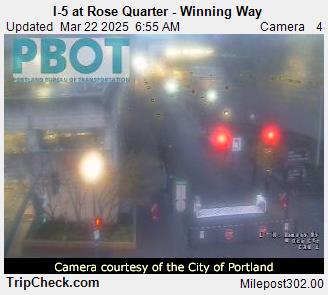 I-5 at Rose Quarter - Winning Way
Updated Mar 22 2025 6:55 AM Camera 4
PBOT
PORTLAND BUREAU OF TRANSPORTATION
Camera courtesy of the City of Portland
TripCheck.com Milepost302.00